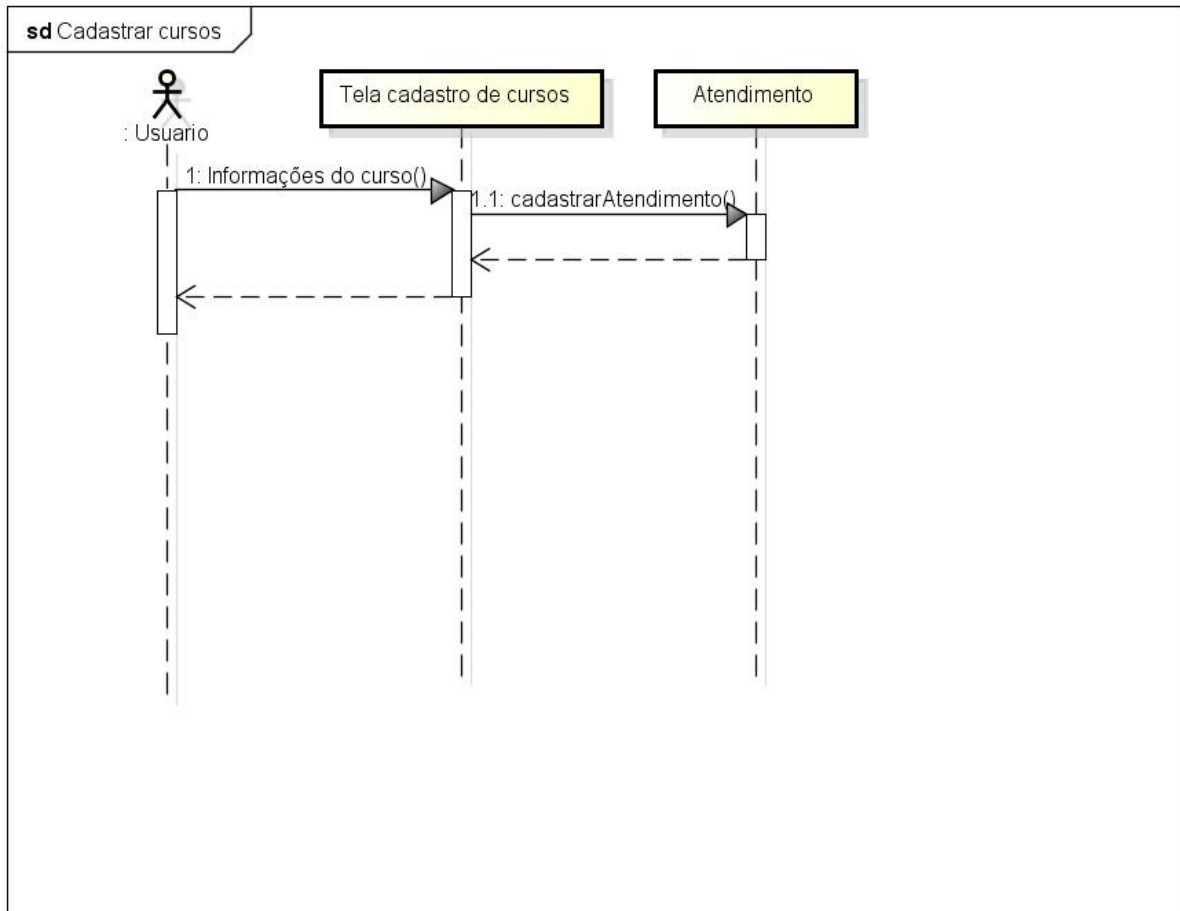 sd Cadastrar cursos
: Usuario
Tela cadastro de cursos
Atendimento
1: Informações do curso()
1.1: cadastrarAtendimento()